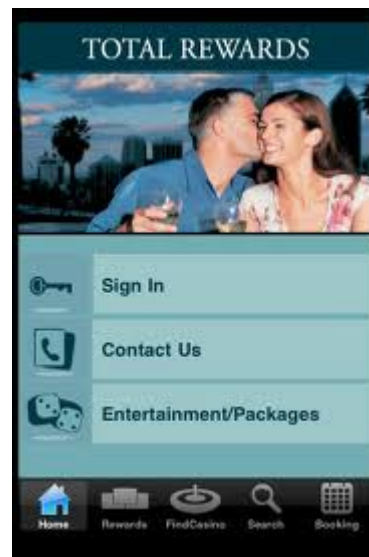 TOTAL REWARDS
Sign In
Contact Us
Entertainment/Packages
Home
Rewards
FindCasino
Search
Booking